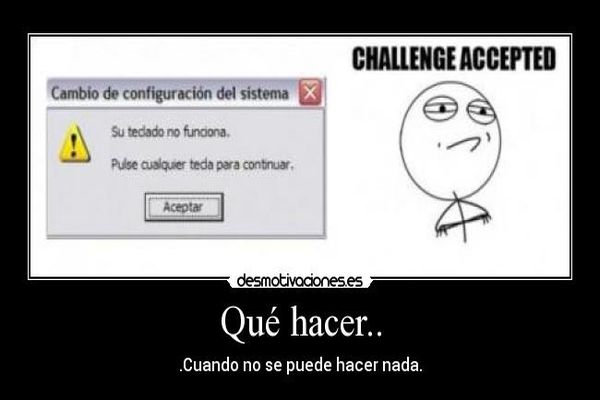 CHALLENGE ACCEPTED
Cambio de configuración del sistema
Su teclado no funciona.
Pulse cualquier tecla para continuar.
Aceptar
desmotivaciones.es
Qué hacer..
.Cuando no se puede hacer nada.